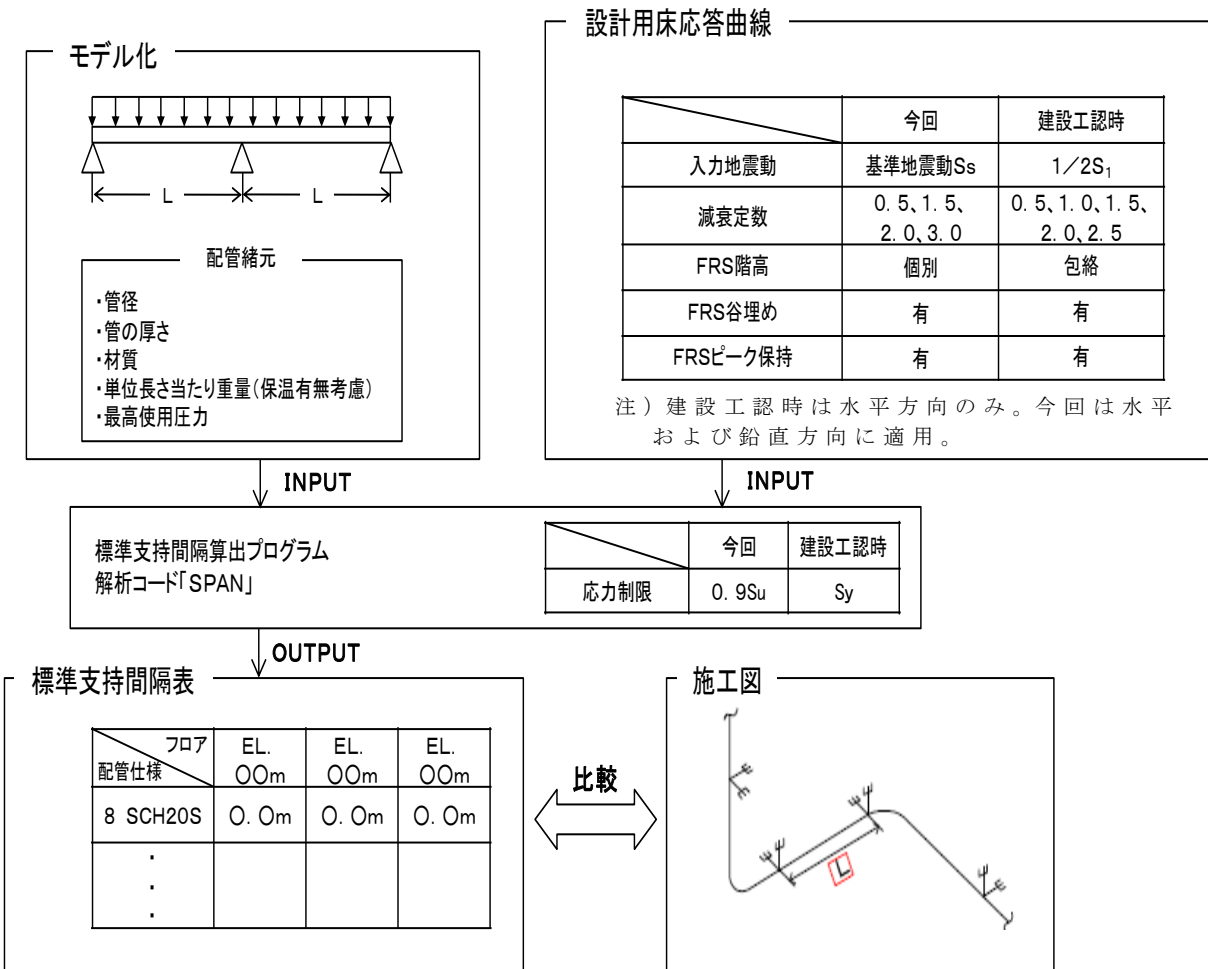 モデル化
L
L
配管緒元
・管径
・管の厚さ
・材質
・単位長さ当たり重量(保温有無考慮)
・最高使用圧力
設計用床応答曲線
今回 建設工認時
入力地震動 基準地震動Ss 1/2S₁
減衰定数 0.5、1.5、 0.5、1.0、1.5、
2.0、3.0 2.0、2.5
FRS階高 個別 包絡
FRS谷埋め 有 有
FRSピーク保持 有 有
注)建設工認時は水平方向のみ。今回は水平
および鉛直方向に適用。
INPUT
INPUT
標準支持間隔算出プログラム
解析コード「SPAN」
今回 建設工認時
応力制限 0.9Su Sy
OUTPUT
標準支持間隔表
フロア
配管仕様
EL. EL. EL.
〇〇m 〇〇m 〇〇m
8 SCH20S 〇.〇m 〇.〇m 〇.〇m
・
・
・
比較
施工図
L